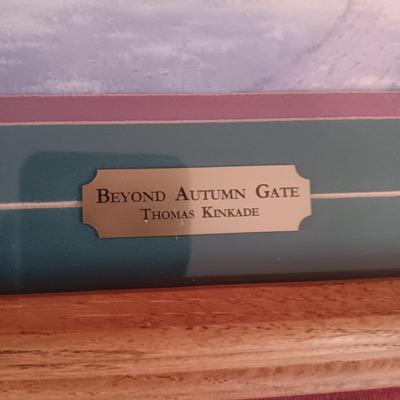 BEYOND AUTUMN GATE
THOMAS KINKADE